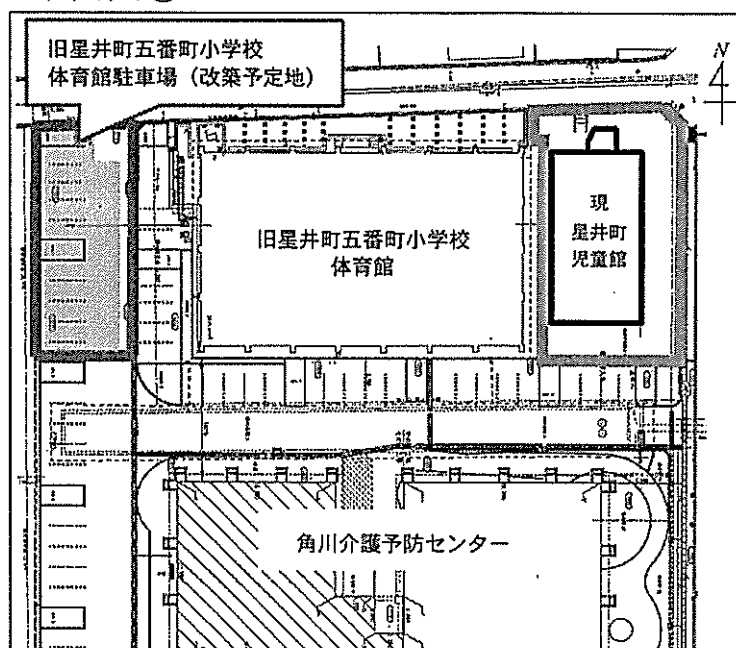 旧星井町五番町小学校
体育館駐車場（改築予定地）
N
旧星井町五番町小学校
体育館
現
星井町
児童館
角川介護予防センター